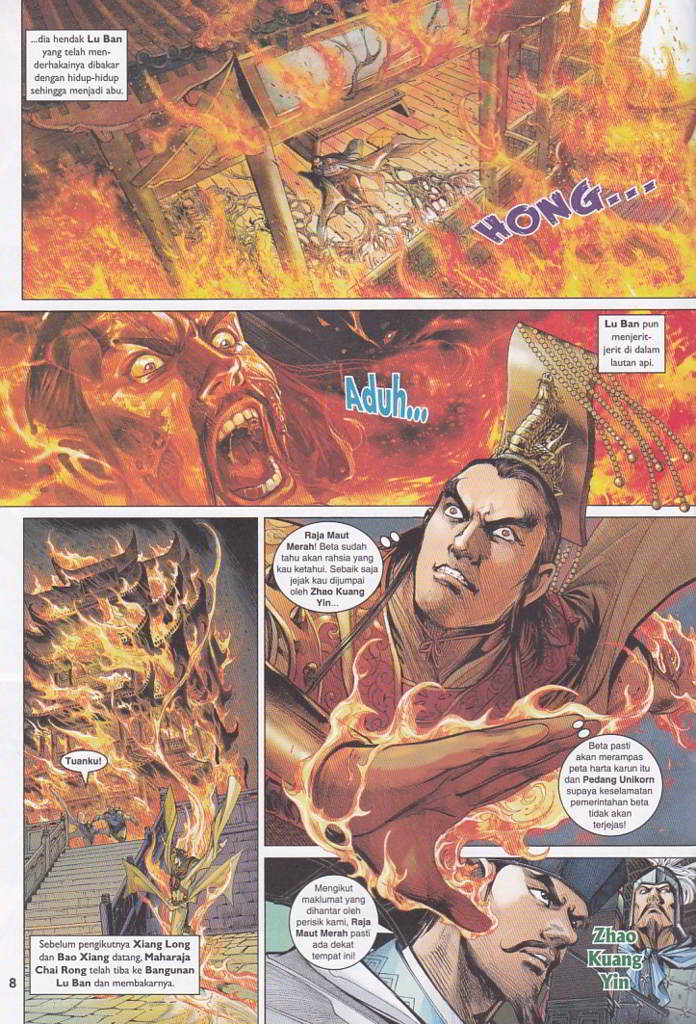 ...dia hendak Lu Ban
yang telah men-
derhakainya dibakar
dengan hidup-hidup
sehingga menjadi abu.
HONG...
Lu Ban pun
menjerit-
jerit di dalam
lautan api.
Aduh...
Tuanku!
Sebelum pengikutnya Xiang Long
dan Bao Xiang datang, Maharaja
Chai Rong telah tiba ke Bangunan
Lu Ban dan membakarnya.
Raja Maut
Merah! Beta sudah
tahu akan rahsia yang
kau ketahui. Sebaik saja
jejak kau dijumpai
oleh Zhao Kuang
Yin...
Beta pasti
akan merampas
peta harta karun itu
dan Pedang Unikorn
supaya keselamatan
pemerintahan beta
tidak akan
terjejas!
Mengikut
maklumat yang
dihantar oleh
perisik kami, Raja
Maut Merah pasti
ada dekat
tempat ini!
Zhao
Kuang
Yin
8